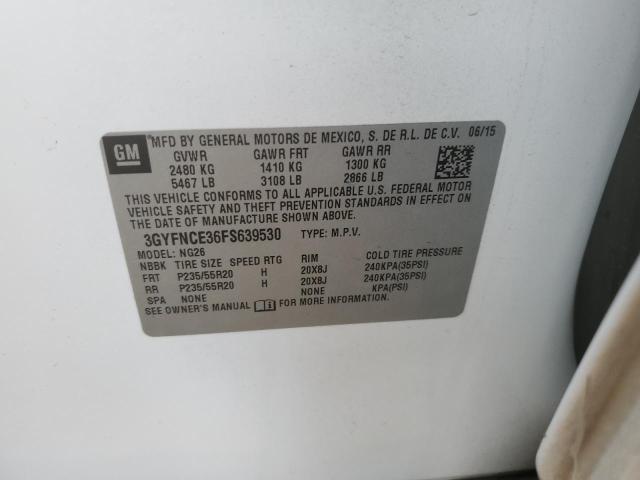 GM
MFD BY GENERAL MOTORS DE MEXICO, S. DE R.L. DE C.V. 06/15
GVWR GAWR FRT GAWR RR
2480 KG 1410 KG 1300 KG
5467 LB 3108 LB 2866 LB
THIS VEHICLE CONFORMS TO ALL APPLICABLE U.S. FEDERAL MOTOR
VEHICLE SAFETY AND THEFT PREVENTION STANDARDS IN EFFECT ON
THE DATE OF MANUFACTURE SHOWN ABOVE.
3GYFNCE36FS639530 TYPE: M.P.V.
MODEL: NG26
NBBK TIRE SIZE SPEED RTG RIM COLD TIRE PRESSURE
FRT P235/55R20 H 20X8J 240KPA(35PSI)
RR P235/55R20 H 20X8J 240KPA(35PSI)
SPA NONE NONE KPA(PSI)
SEE OWNER'S MANUAL FOR MORE INFORMATION.